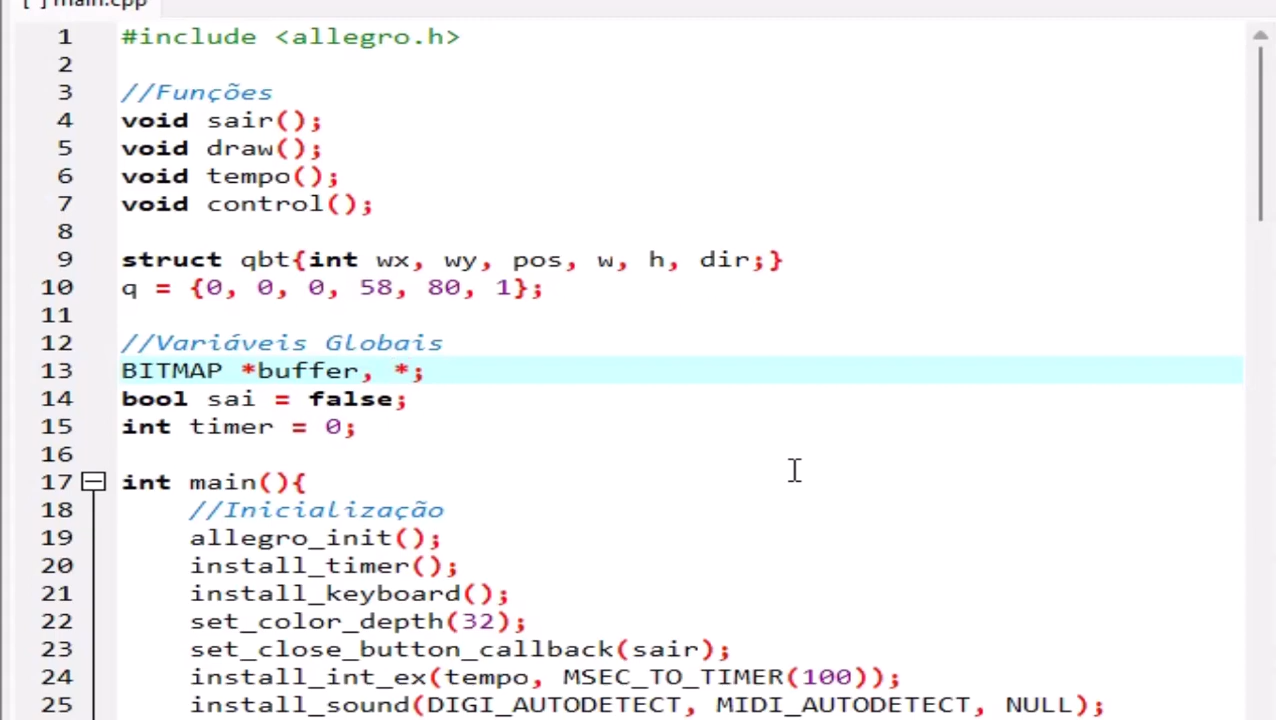 [ ] main.cpp
1 #include <allegro.h>
2
3 //Funções
4 void sair();
5 void draw();
6 void tempo();
7 void control();
8
9 struct qbt{int wx, wy, pos, w, h, dir;}
10 q = {0, 0, 0, 58, 80, 1};
11
12 //Variáveis Globais
13 BITMAP *buffer, *;
14 bool sai = false;
15 int timer = 0;
16
17 int main(){
18 //Inicialização
19 allegro_init();
20 install_timer();
21 install_keyboard();
22 set_color_depth(32);
23 set_close_button_callback(sair);
24 install_int_ex(tempo, MSEC_TO_TIMER(100));
25 install_sound(DIGI_AUTODETECT, MIDI_AUTODETECT, NULL);